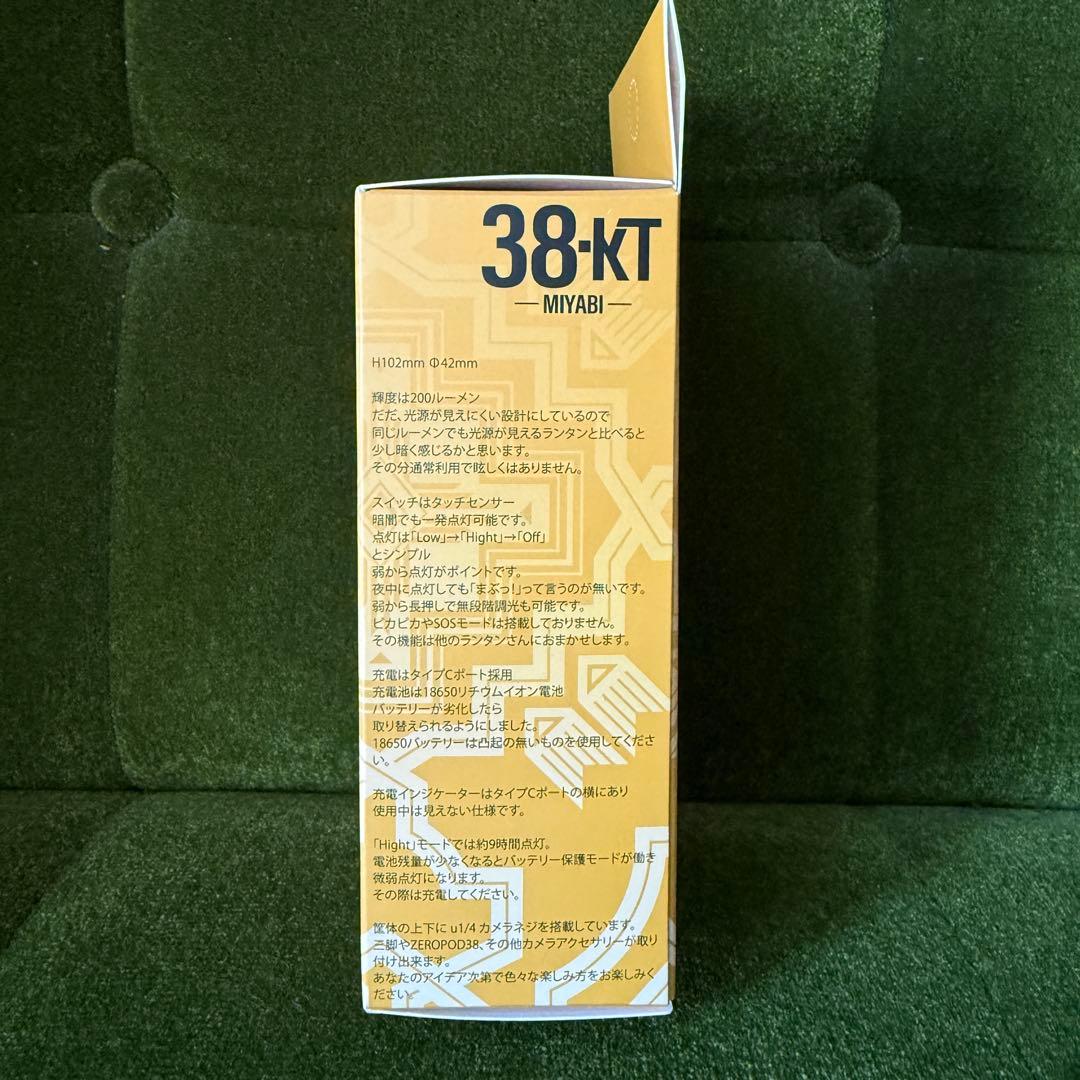 38-KT
MIYABI
H102mm Φ42mm
輝度は200ルーメン
だだ、光源が見えにくい設計にしているので
同じルーメンでも光源が見えるランタンと比べると
少し暗く感じるかと思います。
その分通常利用で眩しくはありません。
スイッチはタッチセンサー
暗闇でも一発点灯可能です。
点灯は「Low」→「Hight」→「Off」
とシンプル
弱から点灯がポイントです。
夜中に点灯しても「まぶっ!」って言うのが無いです。
弱から長押しで無段階調光も可能です。
ピカピカやSOSモードは搭載しておりません。
その機能は他のランタンさんにおまかせします。
充電はタイプCポート採用
充電池は18650リチウムイオン電池
バッテリーが劣化したら
取り替えられるようにしました。
18650バッテリーは凸起の無いものを使用してくださ
い。
充電インジケーターはタイプCポートの横にあり
使用中は見えない仕様です。
「Hight」モードでは約9時間点灯。
電池残量が少なくなるとバッテリー保護モードが働き
微弱点灯になります。
その際は充電してください。
筐体の上下に u1/4 カメラネジを搭載しています。
三脚やZEROPOD38、その他カメラアクセサリーが取り
付け出来ます。
あなたのアイデア次第で色々な楽しみ方をお楽しみく
ださい。